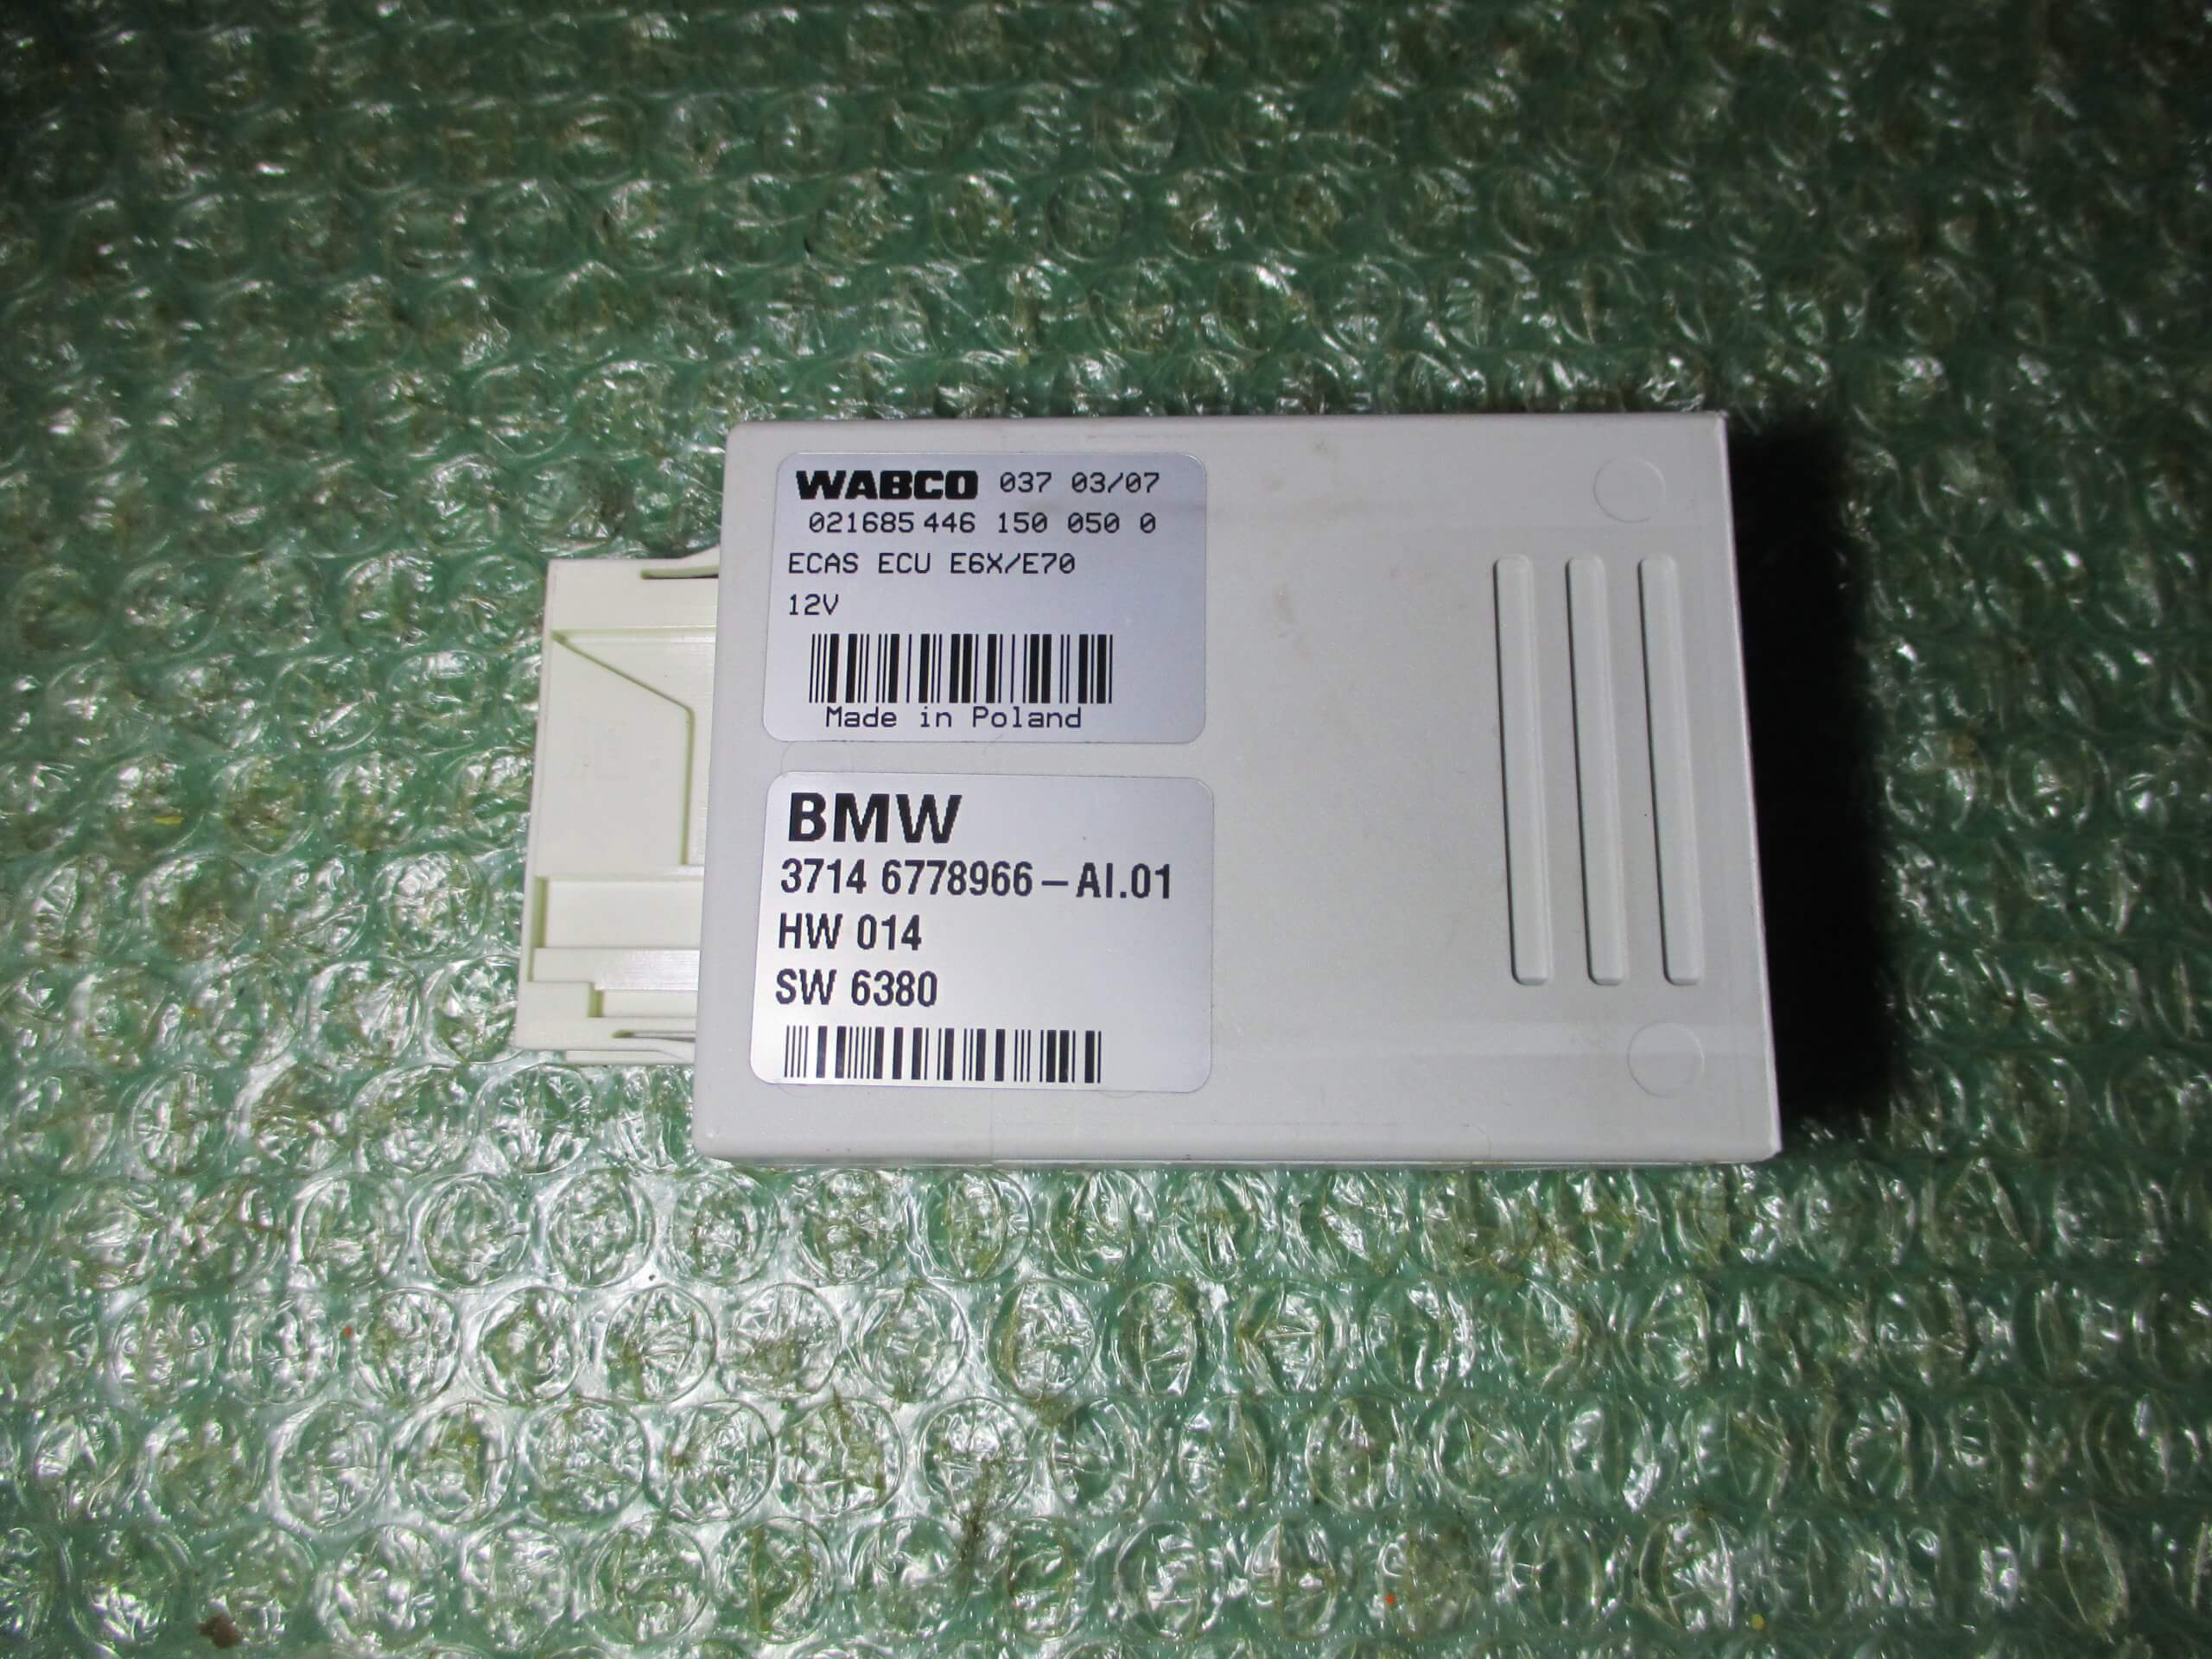 WABCO 037 03/07
021685 446 150 050 0
ECAS ECU E6X/E70
12V
Made in Poland
BMW
3714 6778966-AI.01
HW 014
SW 6380